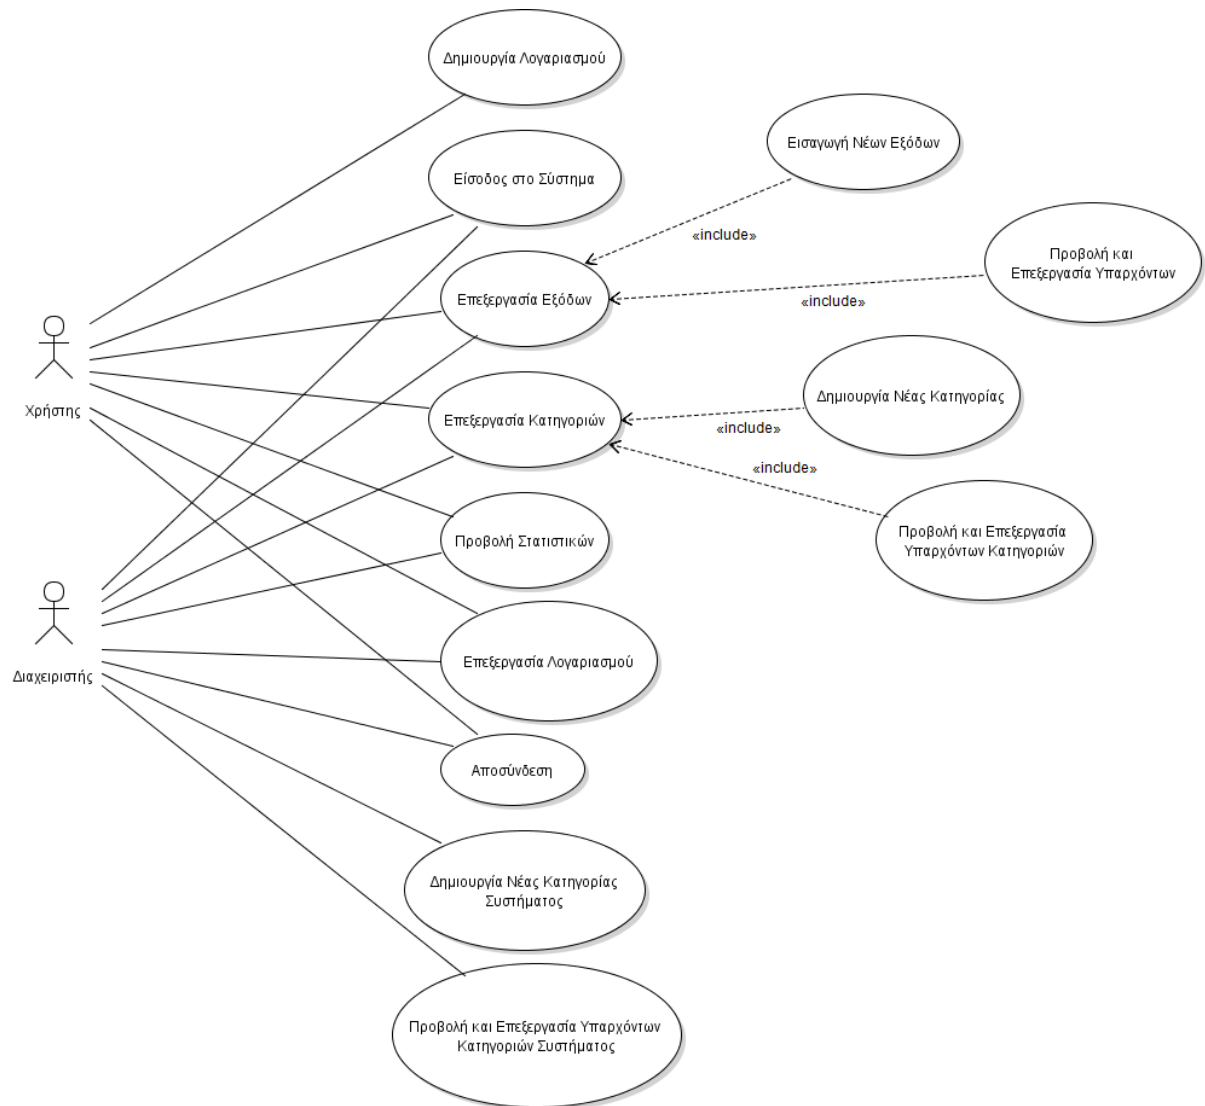 Δημιουργία Λογαριασμού
Εισαγωγή Νέων Εξόδων
Είσοδος στο Σύστημα
«include»
Προβολή και
Επεξεργασία Υπαρχόντων
Επεξεργασία Εξόδων
«include»
Χρήστης
Δημιουργία Νέας Κατηγορίας
Επεξεργασία Κατηγοριών
«include»
«include»
Προβολή Στατιστικών
Προβολή και Επεξεργασία
Υπαρχόντων Κατηγοριών
Επεξεργασία Λογαριασμού
Διαχειριστής
Αποσύνδεση
Δημιουργία Νέας Κατηγορίας
Συστήματος
Προβολή και Επεξεργασία Υπαρχόντων
Κατηγοριών Συστήματος